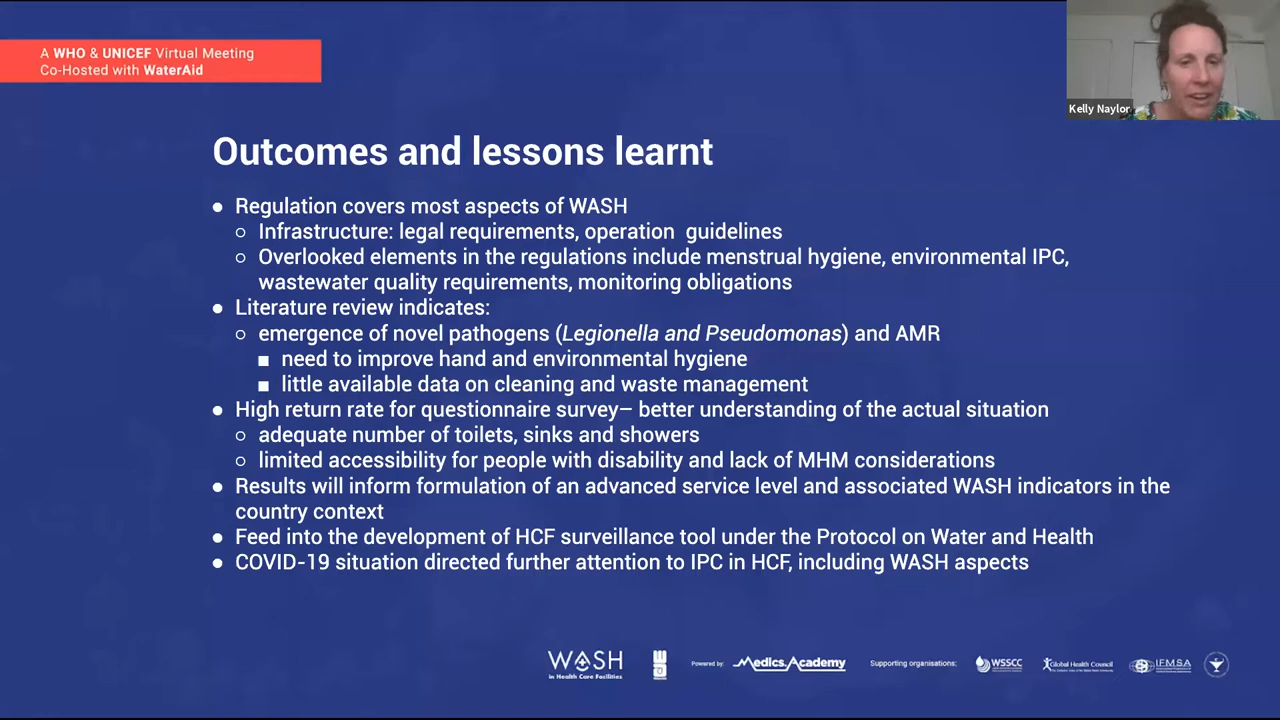 A WHO & UNICEF Virtual Meeting
Co-Hosted with WaterAid
Kelly Naylor
Outcomes and lessons learnt
● Regulation covers most aspects of WASH
○ Infrastructure: legal requirements, operation guidelines
○ Overlooked elements in the regulations include menstrual hygiene, environmental IPC,
wastewater quality requirements, monitoring obligations
● Literature review indicates:
○ emergence of novel pathogens (Legionella and Pseudomonas) and AMR
■ need to improve hand and environmental hygiene
■ little available data on cleaning and waste management
● High return rate for questionnaire survey– better understanding of the actual situation
○ adequate number of toilets, sinks and showers
○ limited accessibility for people with disability and lack of MHM considerations
● Results will inform formulation of an advanced service level and associated WASH indicators in the
country context
● Feed into the development of HCF surveillance tool under the Protocol on Water and Health
● COVID-19 situation directed further attention to IPC in HCF, including WASH aspects
WASH
in Health Care Facilities
Powered by:
Medics.Academy
Supporting organisations:
WSSCC
Global Health Council
IFMSA